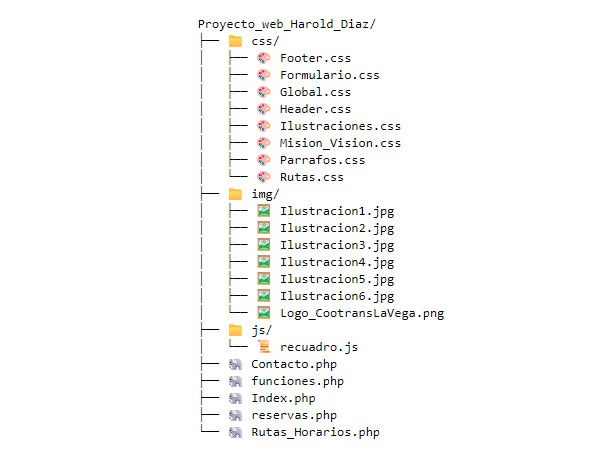 Proyecto_web_Harold_Diaz/
css/
Footer.css
Formulario.css
Global.css
Header.css
Ilustraciones.css
Mision_Vision.css
Parrafos.css
Rutas.css
img/
Ilustracion1.jpg
Ilustracion2.jpg
Ilustracion3.jpg
Ilustracion4.jpg
Ilustracion5.jpg
Ilustracion6.jpg
Logo_CootransLaVega.png
js/
recuadro.js
Contacto.php
funciones.php
Index.php
reservas.php
Rutas_Horarios.php